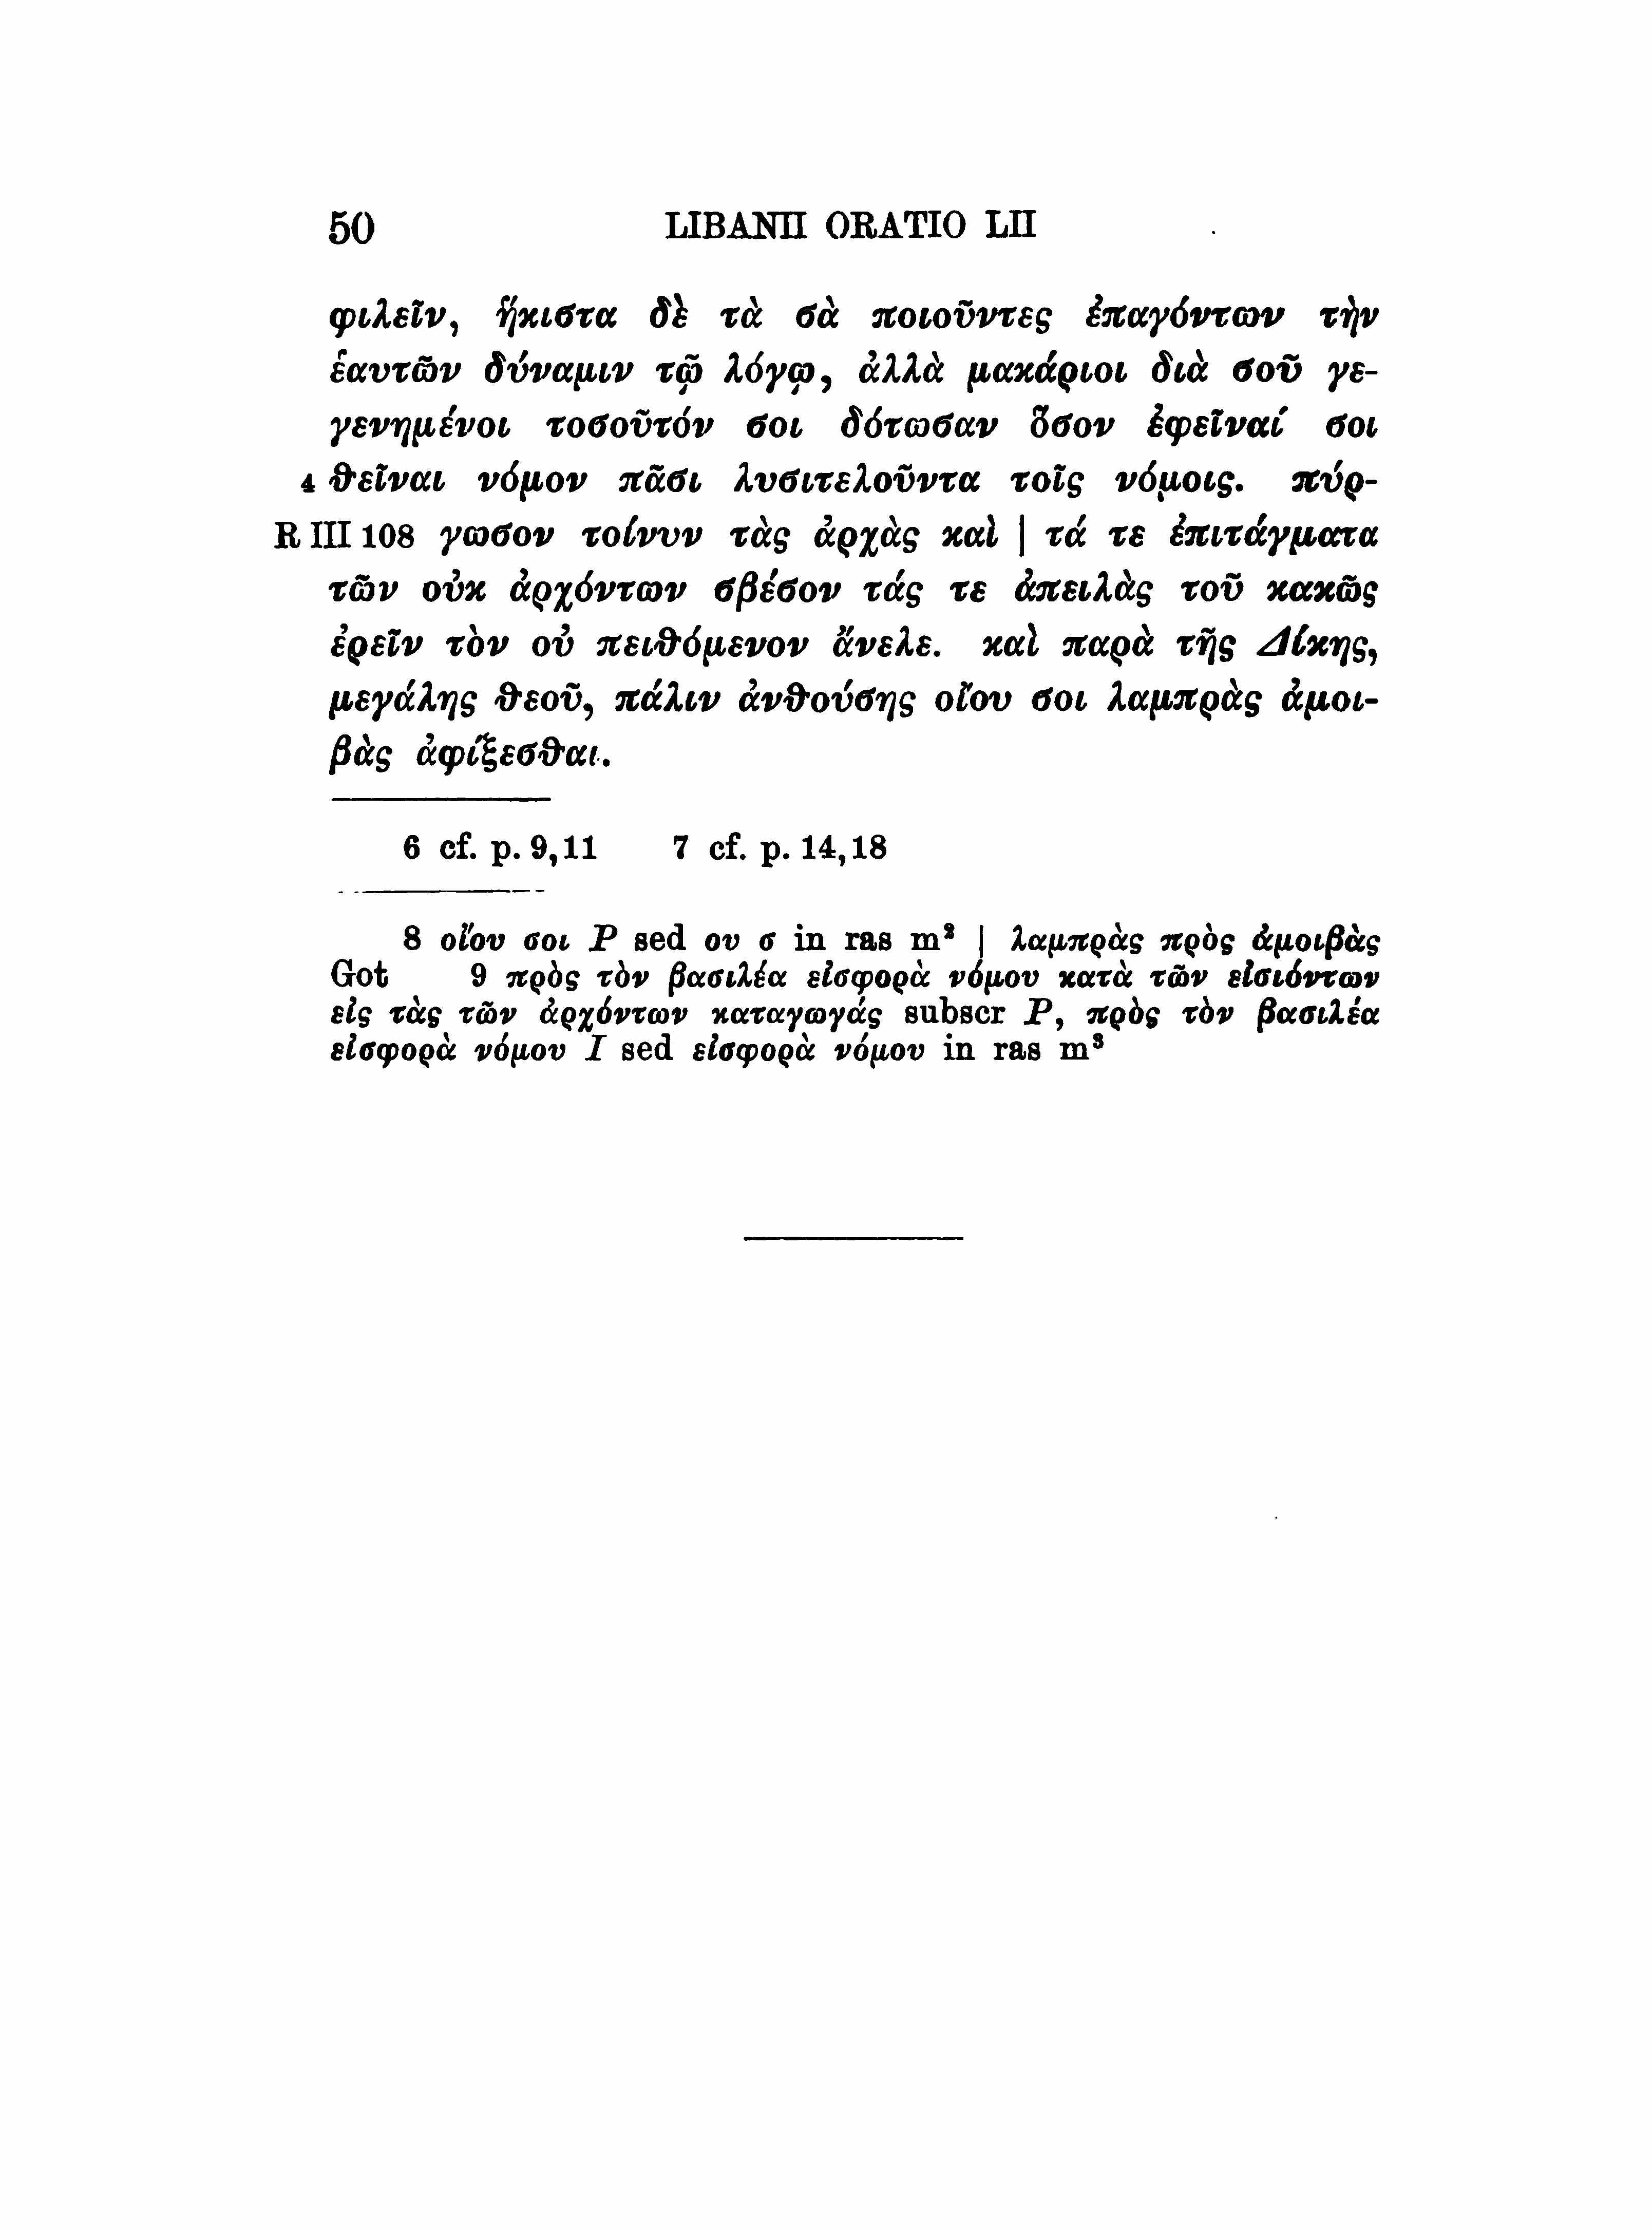 50 LIBANII ORATIO LII
φιλεῖν, ἥκιστα δὲ τὰ σὰ ποιοῦντες ἐπαγόντων τὴν
ἑαυτῶν δύναμιν τῷ λόγῳ, ἀλλὰ μακάριοι διὰ σοῦ γε-
γενημένοι τοσοῦτόν σοι δότωσαν ὅσον ἐφεῖναί σοι
4 θεῖναι νόμον πᾶσι λυσιτελοῦντα τοῖς νόμοις. πύρ-
R III 108 γωσον τοίνυν τὰς ἀρχὰς καὶ | τά τε ἐπιτάγματα
τῶν οὐκ ἀρχόντων σβέσον τάς τε ἀπειλὰς τοῦ κακῶς
ἐρεῖν τὸν οὐ πειθόμενον ἄνελε. καὶ παρὰ τῆς Δίκης,
μεγάλης θεοῦ, πάλιν ἀνθούσης οἴου σοι λαμπρὰς ἀμοι-
βὰς ἀφίξεσθαι.
6 cf. p. 9,11 7 cf. p. 14,18
8 οἴου σοι P sed ου σ in ras m² | λαμπρὰς πρὸς ἀμοιβὰς
Got 9 πρὸς τὸν βασιλέα εἰσφορὰ νόμου κατὰ τῶν εἰσιόντων
εἰς τὰς τῶν ἀρχόντων καταγωγάς subscr P, πρὸς τὸν βασιλέα
εἰσφορὰ νόμου I sed εἰσφορὰ νόμου in ras m³